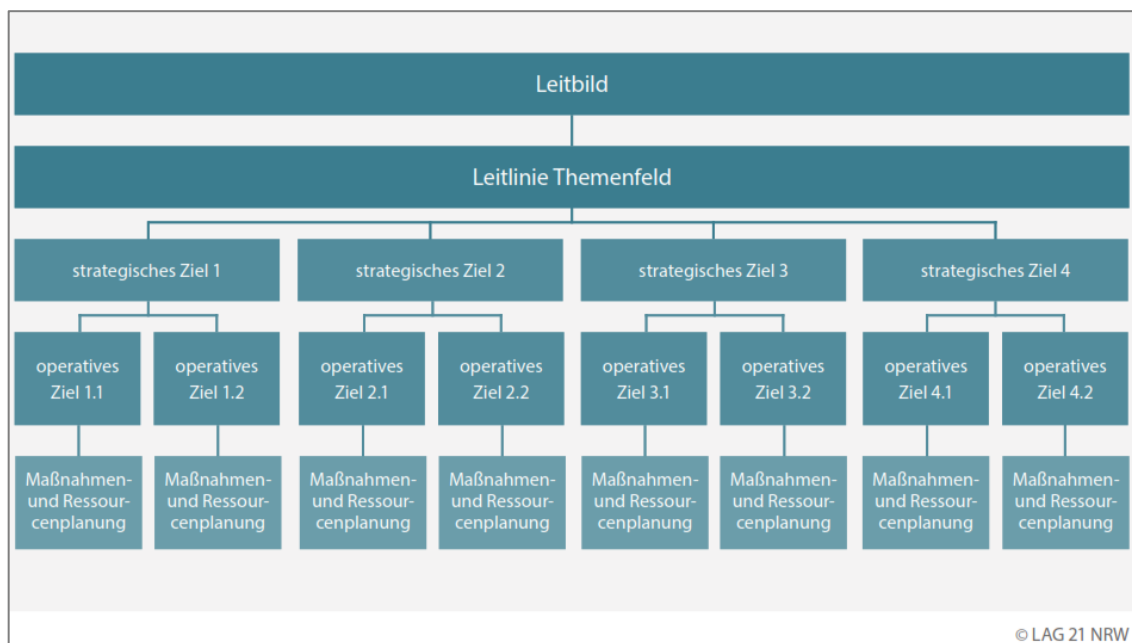 Leitbild
Leitlinie Themenfeld
strategisches Ziel 1
strategisches Ziel 2
strategisches Ziel 3
strategisches Ziel 4
operatives
Ziel 1.1
operatives
Ziel 1.2
operatives
Ziel 2.1
operatives
Ziel 2.2
operatives
Ziel 3.1
operatives
Ziel 3.2
operatives
Ziel 4.1
operatives
Ziel 4.2
Maßnahmen-
und Ressour-
cenplanung
Maßnahmen-
und Ressour-
cenplanung
Maßnahmen-
und Ressour-
cenplanung
Maßnahmen-
und Ressour-
cenplanung
Maßnahmen-
und Ressour-
cenplanung
Maßnahmen-
und Ressour-
cenplanung
Maßnahmen-
und Ressour-
cenplanung
Maßnahmen-
und Ressour-
cenplanung
© LAG 21 NRW